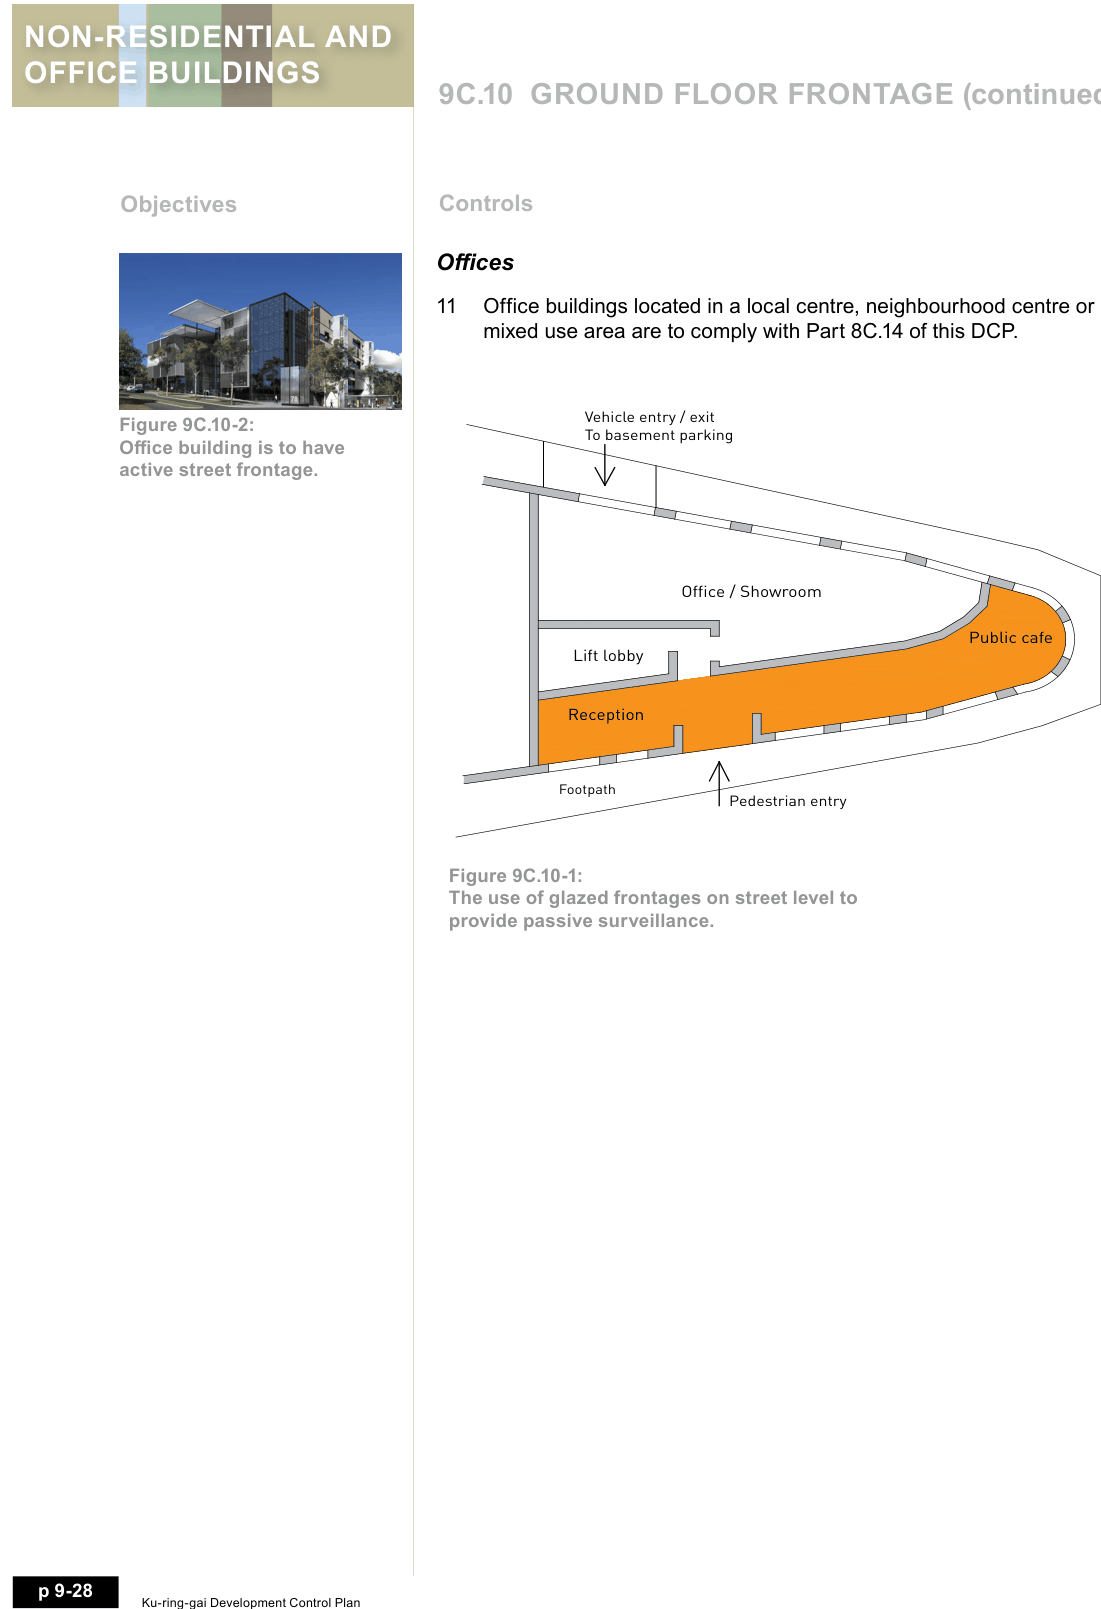 NON-RESIDENTIAL AND
OFFICE BUILDINGS
9C.10 GROUND FLOOR FRONTAGE (continued
Objectives
Controls
Offices
11 Office buildings located in a local centre, neighbourhood centre or
mixed use area are to comply with Part 8C.14 of this DCP.
Figure 9C.10-2:
Office building is to have
active street frontage.
Vehicle entry / exit
To basement parking
Office / Showroom
Public cafe
Lift lobby
Reception
Footpath
Pedestrian entry
Figure 9C.10-1:
The use of glazed frontages on street level to
provide passive surveillance.
p 9-28
Ku-ring-gai Development Control Plan